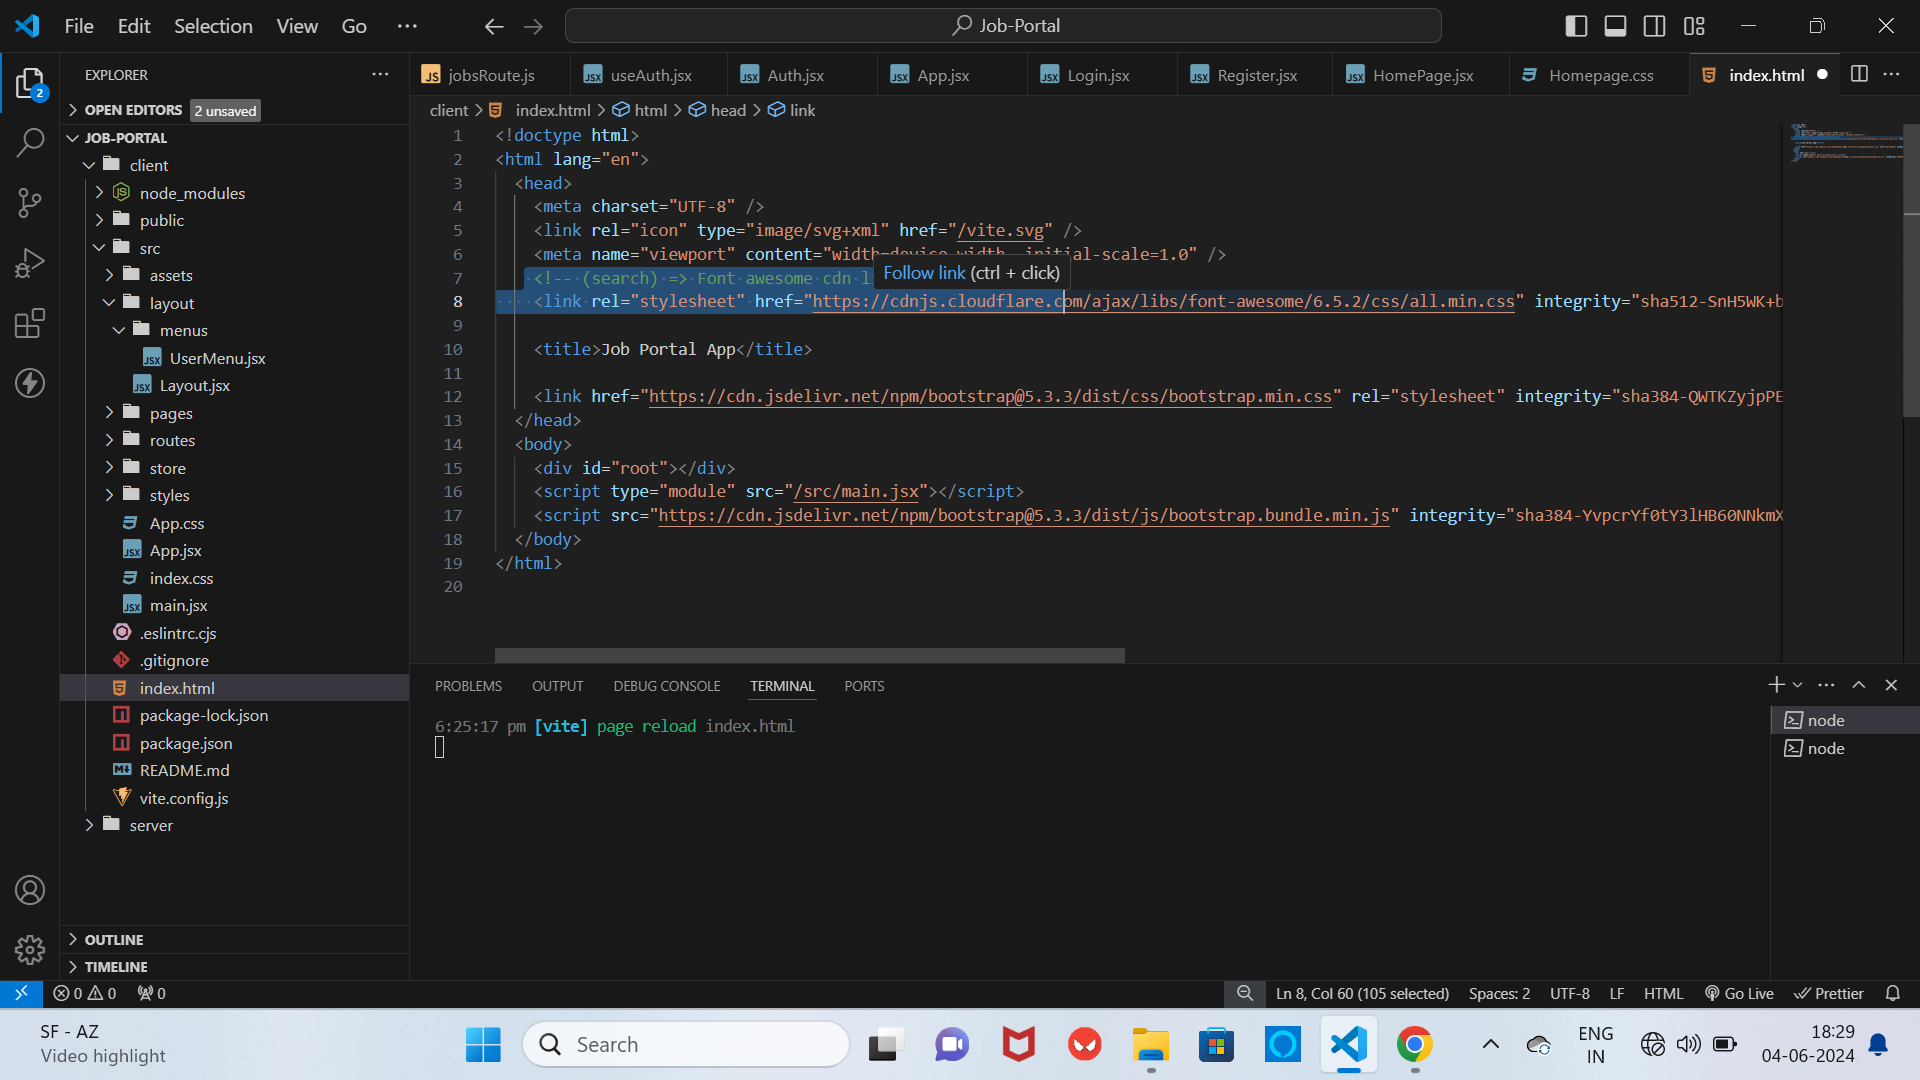 File Edit Selection View Go ···
Job-Portal
2
EXPLORER
OPEN EDITORS 2 unsaved
JOB-PORTAL
client
node_modules
public
src
assets
layout
menus
UserMenu.jsx
Layout.jsx
pages
routes
store
styles
App.css
App.jsx
index.css
main.jsx
.eslintrc.cjs
.gitignore
index.html
package-lock.json
package.json
README.md
vite.config.js
server
OUTLINE
TIMELINE
JS jobsRoute.js JSX useAuth.jsx JSX Auth.jsx JSX App.jsx JSX Login.jsx JSX Register.jsx JSX HomePage.jsx Homepage.css index.html
client > index.html > html > head > link
1 <!doctype html>
2 <html lang="en">
3 <head>
4 <meta charset="UTF-8" />
5 <link rel="icon" type="image/svg+xml" href="/vite.svg" />
6 <meta name="viewport" content="width=device-width, initial-scale=1.0" />
7 <!-- (search) => Font awesome cdn
Follow link (ctrl + click)
8 <link rel="stylesheet" href="https://cdnjs.cloudflare.com/ajax/libs/font-awesome/6.5.2/css/all.min.css" integrity="sha512-SnH5WK+b
9
10 <title>Job Portal App</title>
11
12 <link href="https://cdn.jsdelivr.net/npm/bootstrap@5.3.3/dist/css/bootstrap.min.css" rel="stylesheet" integrity="sha384-QWTKZyjpPE
13 </head>
14 <body>
15 <div id="root"></div>
16 <script type="module" src="/src/main.jsx"></script>
17 <script src="https://cdn.jsdelivr.net/npm/bootstrap@5.3.3/dist/js/bootstrap.bundle.min.js" integrity="sha384-YvpcrYf0tY3lHB60NNkmX
18 </body>
19 </html>
20
PROBLEMS OUTPUT DEBUG CONSOLE TERMINAL PORTS
6:25:17 pm [vite] page reload index.html
node
node
0 0 0
Ln 8, Col 60 (105 selected) Spaces: 2 UTF-8 LF HTML Go Live Prettier
SF - AZ
Video highlight
Search
ENG
IN
18:29
04-06-2024